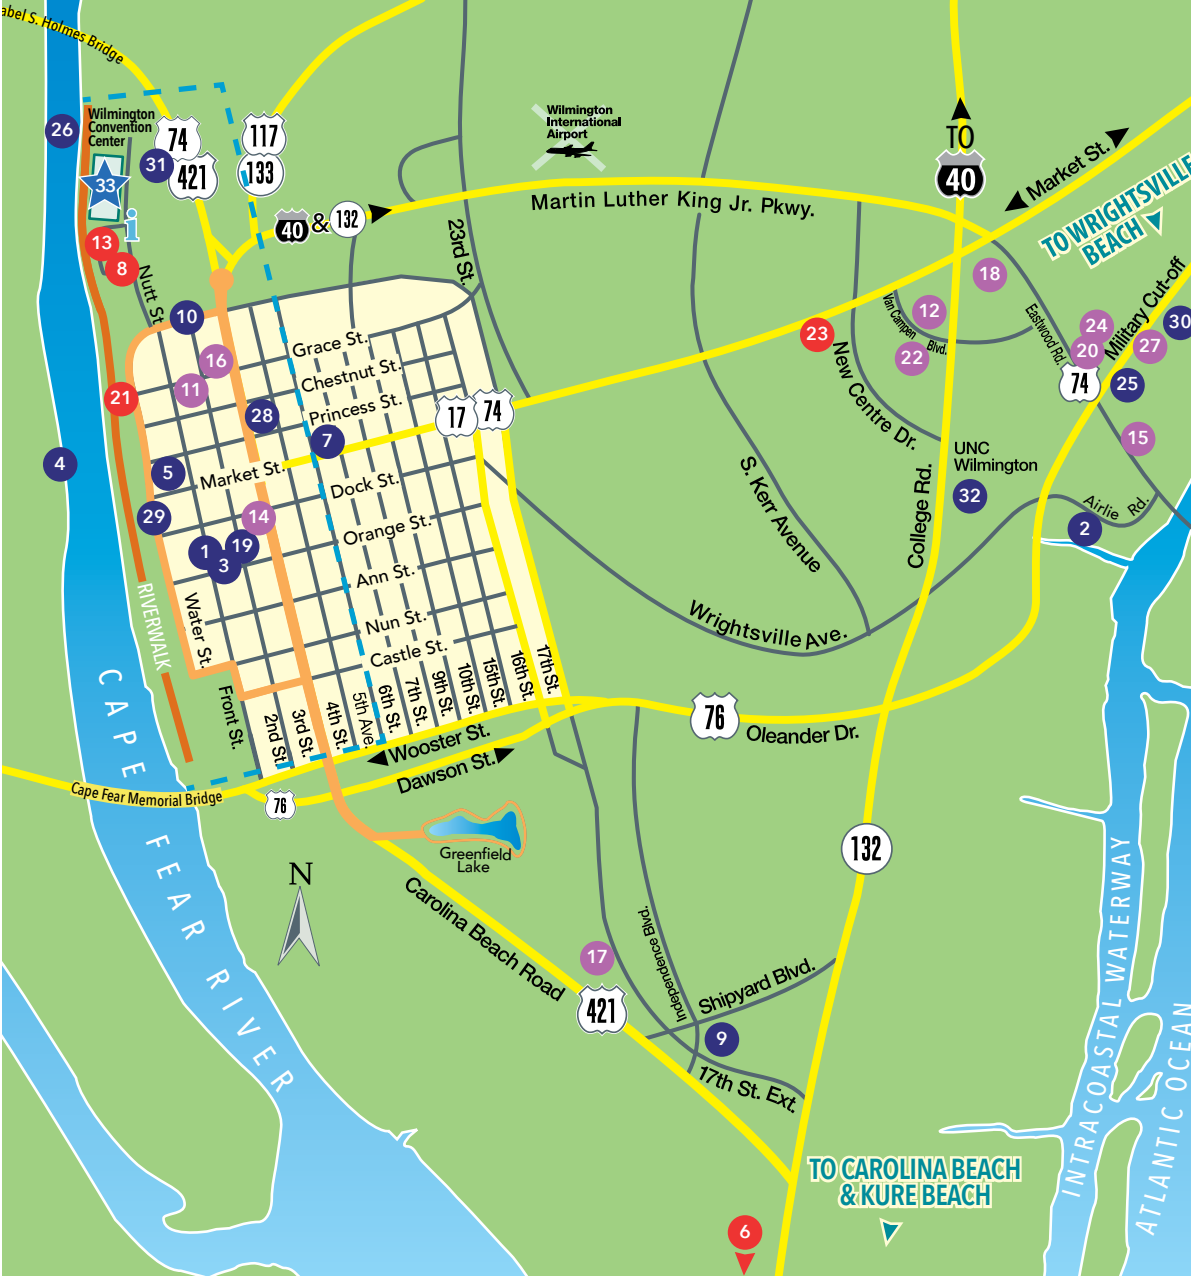 abel S. Holmes Bridge
26
Wilmington
Convention
Center
33
31
74
421
117
133
i
13
8
Nutt St.
40 & 132
Wilmington
International
Airport
Martin Luther King Jr. Pkwy.
23rd St.
TO
40
Market St.
TO WRIGHTSVILLE
BEACH
18
12
Van Campen Blvd.
22
23
New Centre Dr.
Eastwood Rd.
24
20
74
Military Cut-off
27
30
25
15
10
16
11
21
28
7
Grace St.
Chestnut St.
Princess St.
17
74
Market St.
Dock St.
Orange St.
Ann St.
Nun St.
Castle St.
4
5
29
14
1
19
3
RIVERWALK
Water St.
Front St.
2nd St.
3rd St.
4th St.
5th Ave.
6th St.
7th St.
9th St.
10th St.
15th St.
16th St.
17th St.
S. Kerr Avenue
College Rd.
UNC
Wilmington
32
Airlie Rd.
2
Wrightsville Ave.
76
Oleander Dr.
Wooster St.
Dawson St.
Cape Fear Memorial Bridge
76
CAPE FEAR RIVER
Greenfield
Lake
N
Carolina Beach Road
17
421
Independence Blvd.
Shipyard Blvd.
9
17th St. Ext.
132
INTRACOASTAL WATERWAY
ATLANTIC OCEAN
TO CAROLINA BEACH
& KURE BEACH
6